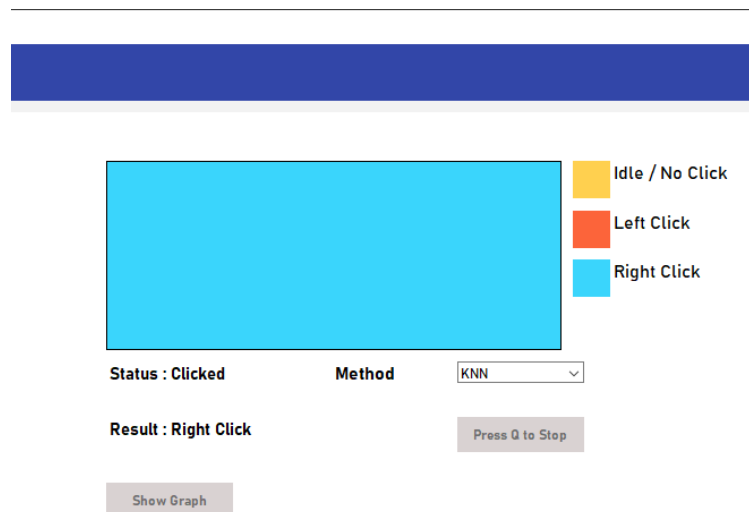 Idle / No Click
Left Click
Right Click
Status : Clicked
Method
KNN
Result : Right Click
Press Q to Stop
Show Graph